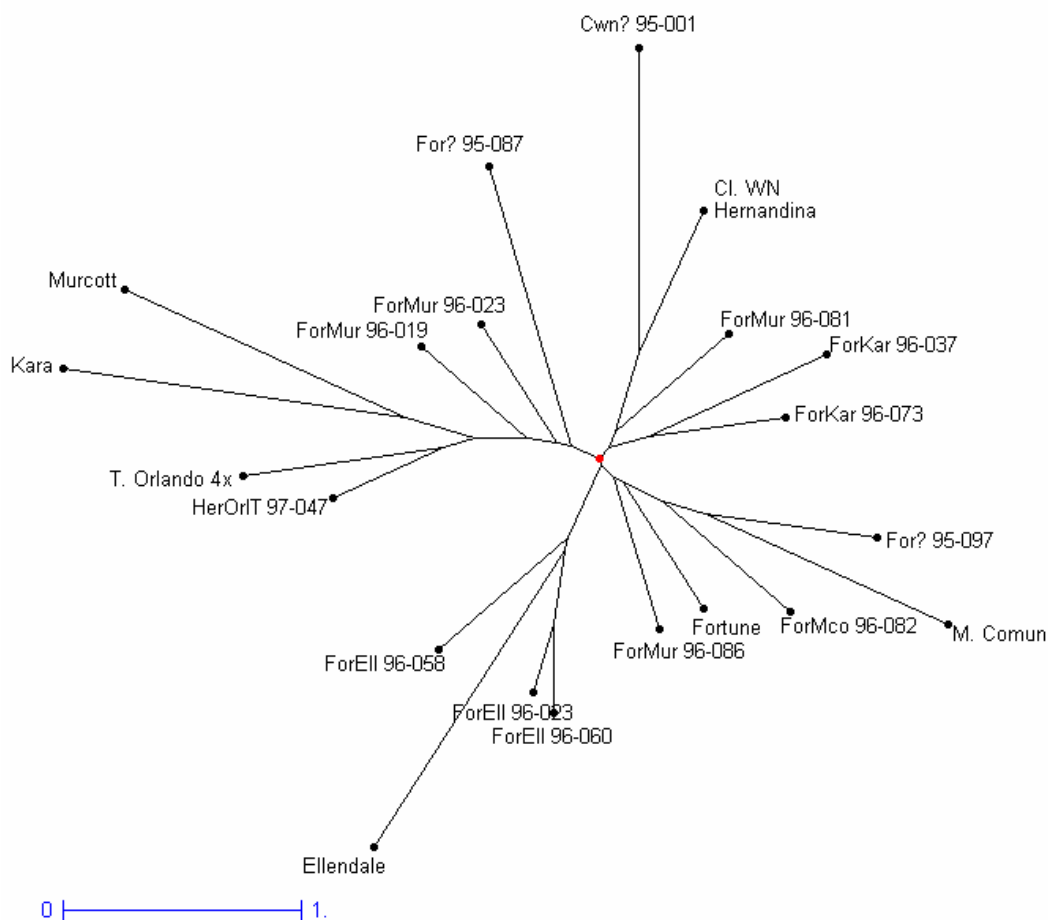 Cwn? 95-001
For? 95-087
Cl. WN
Hernandina
Murcott
ForMur 96-023
ForMur 96-019
ForMur 96-081
ForKar 96-037
Kara
ForKar 96-073
T. Orlando 4x
HerOrlT 97-047
For? 95-097
Fortune
ForMco 96-082
M. Comun
ForMur 96-086
ForEll 96-058
ForEll 96-023
ForEll 96-060
Ellendale
0
1.